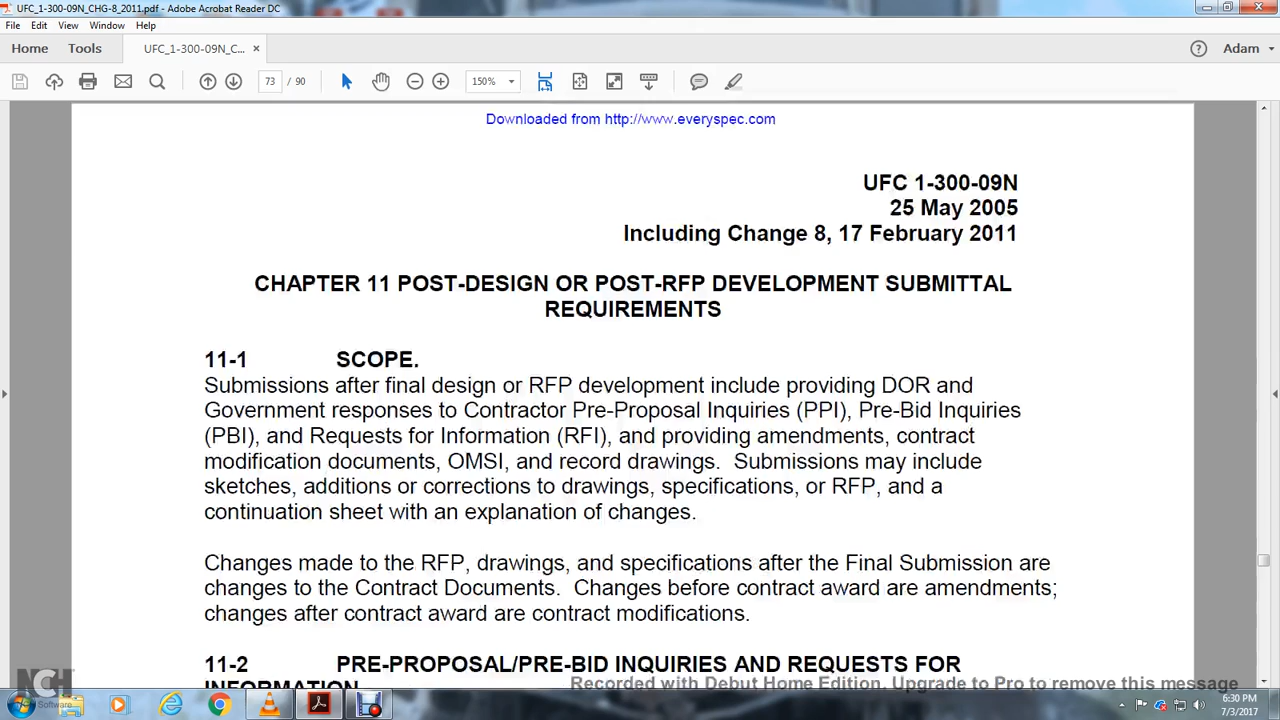 UFC_1-300-09N_CHG-8_2011.pdf - Adobe Acrobat Reader DC
File Edit View Window Help
Home Tools UFC_1-300-09N_C... × Adam
73 / 90 150%
Downloaded from http://www.everyspec.com
UFC 1-300-09N
25 May 2005
Including Change 8, 17 February 2011
CHAPTER 11 POST-DESIGN OR POST-RFP DEVELOPMENT SUBMITTAL
REQUIREMENTS
11-1 SCOPE.
Submissions after final design or RFP development include providing DOR and
Government responses to Contractor Pre-Proposal Inquiries (PPI), Pre-Bid Inquiries
(PBI), and Requests for Information (RFI), and providing amendments, contract
modification documents, OMSI, and record drawings.  Submissions may include
sketches, additions or corrections to drawings, specifications, or RFP, and a
continuation sheet with an explanation of changes.
Changes made to the RFP, drawings, and specifications after the Final Submission are
changes to the Contract Documents.  Changes before contract award are amendments;
changes after contract award are contract modifications.
11-2 PRE-PROPOSAL/PRE-BID INQUIRIES AND REQUESTS FOR
INFORMATION
NCH Software
Recorded with Debut Home Edition. Upgrade to Pro to remove this message
6:30 PM
7/3/2017